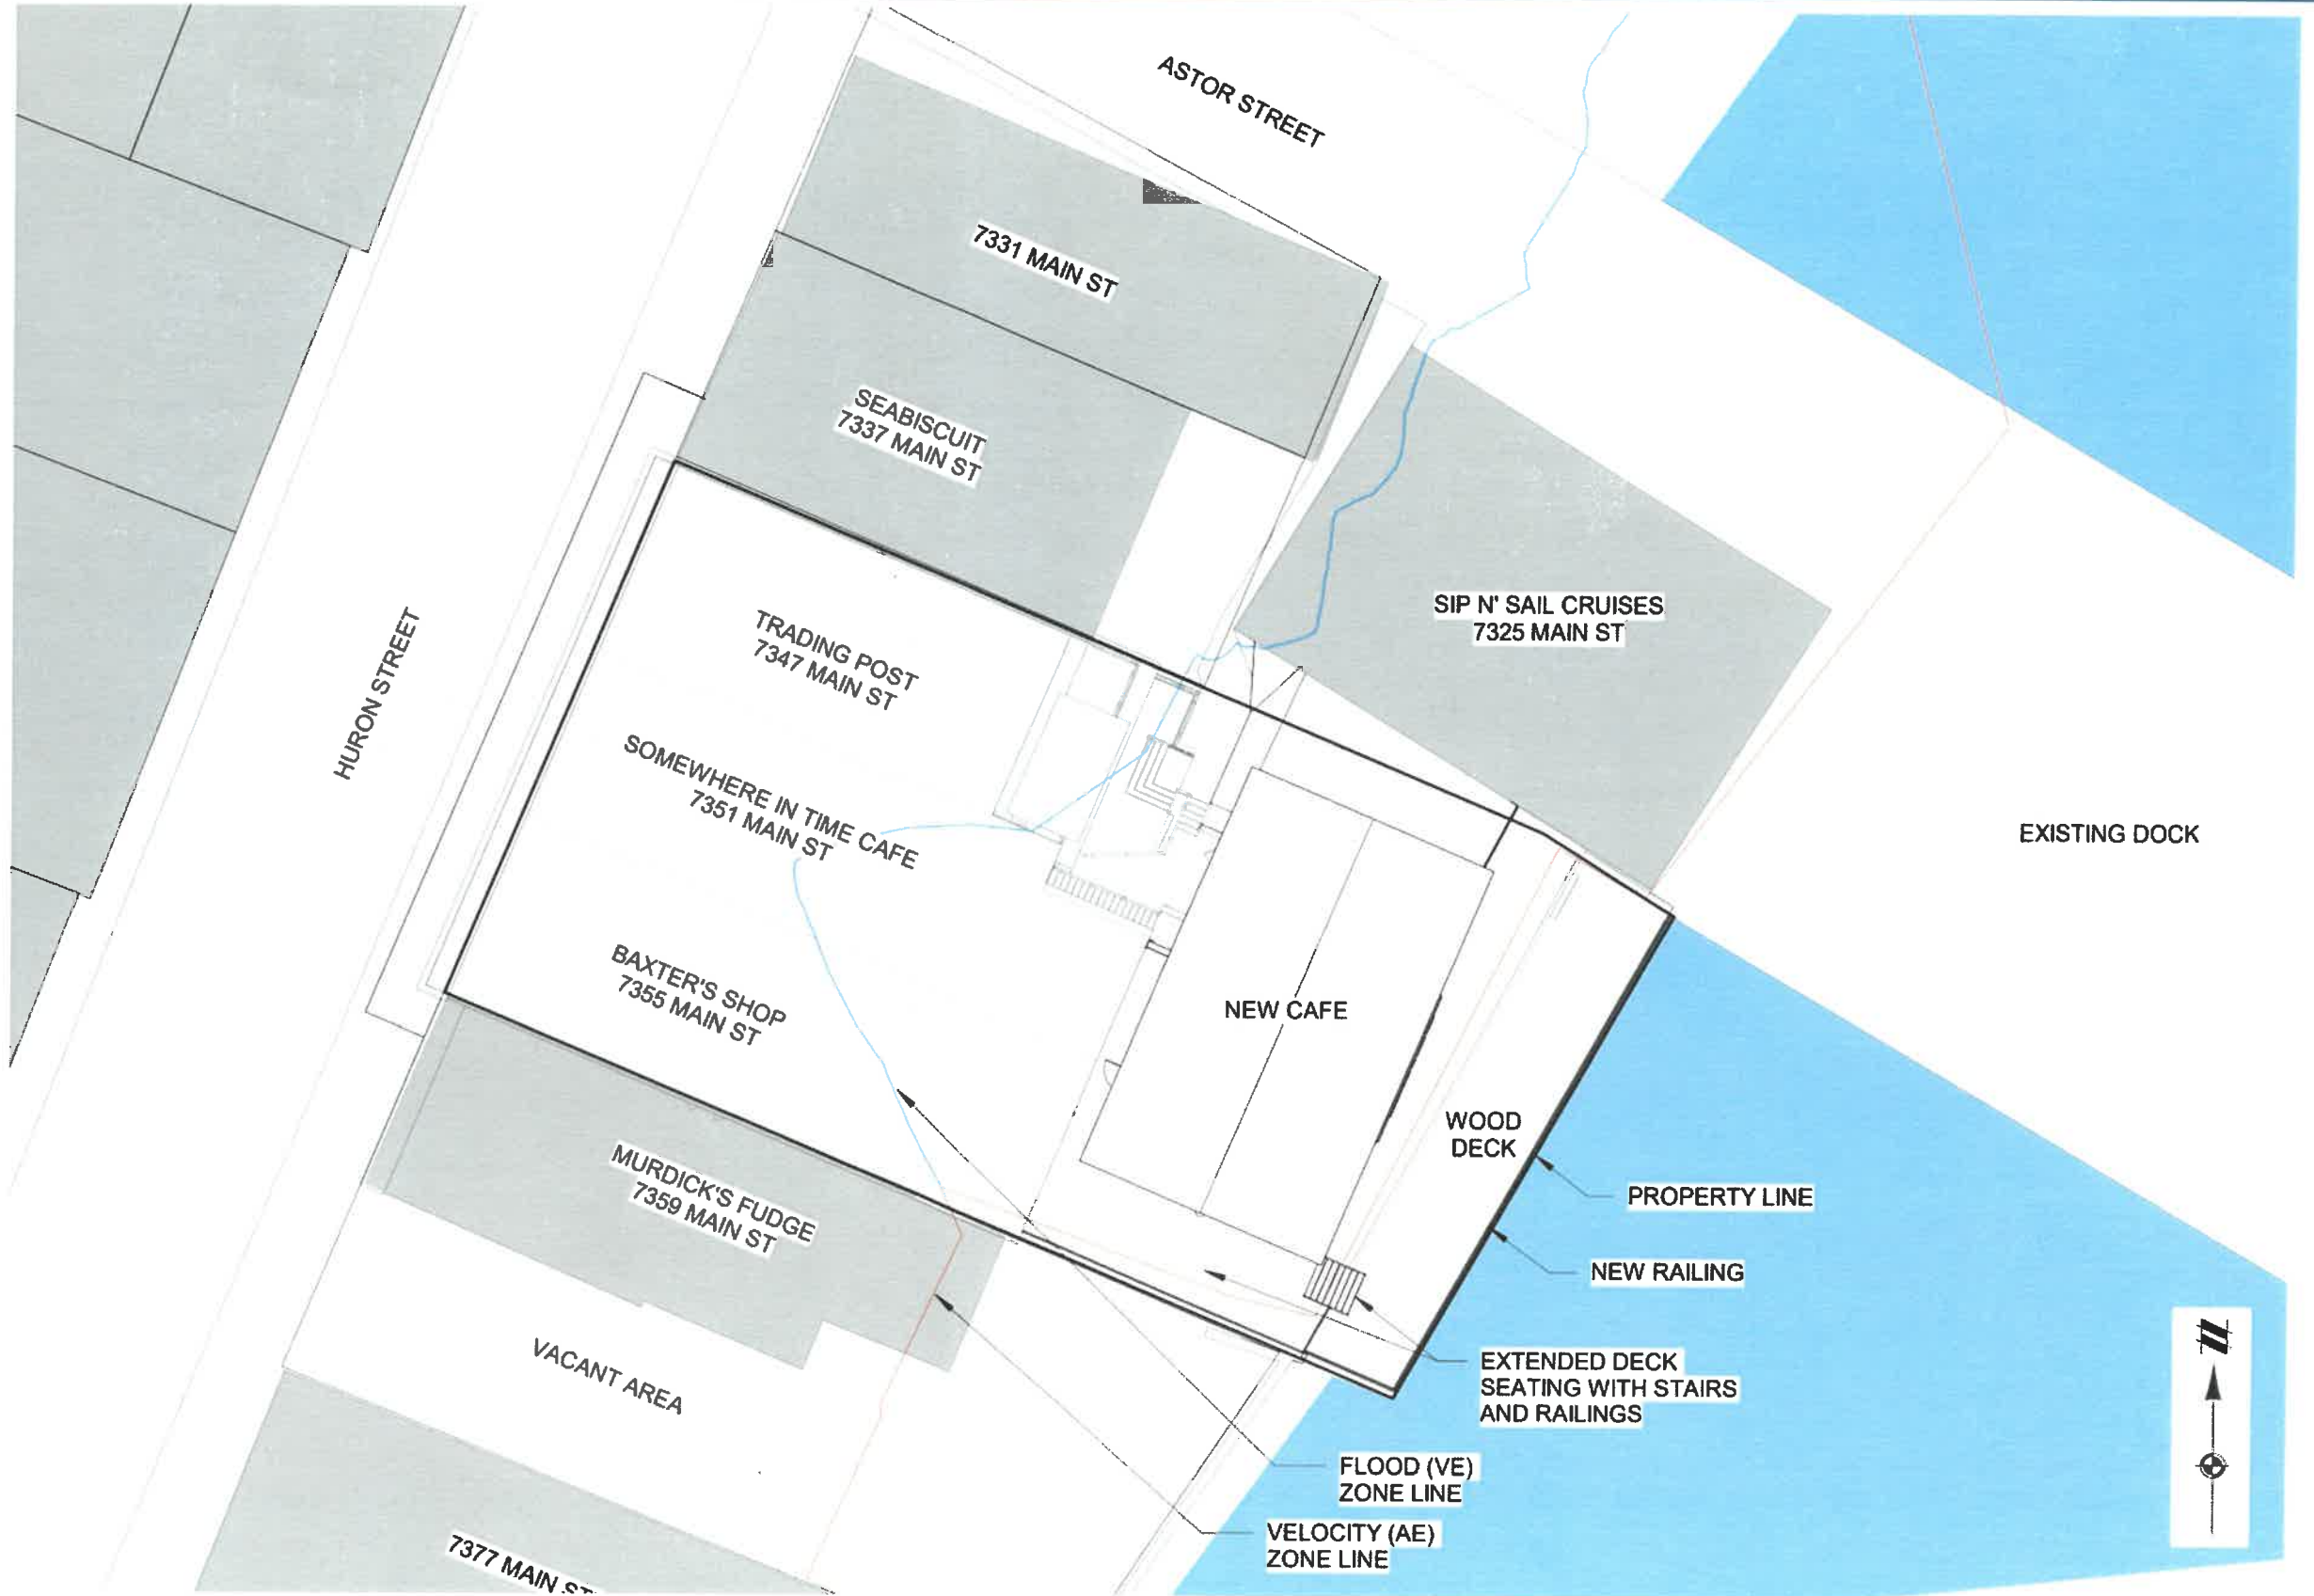 ASTOR STREET
7331 MAIN ST
SEABISCUIT
7337 MAIN ST
SIP N' SAIL CRUISES
7325 MAIN ST
TRADING POST
7347 MAIN ST
HURON STREET
SOMEWHERE IN TIME CAFE
7351 MAIN ST
EXISTING DOCK
BAXTER'S SHOP
7355 MAIN ST
NEW CAFE
WOOD
DECK
MURDICK'S FUDGE
7359 MAIN ST
PROPERTY LINE
NEW RAILING
VACANT AREA
EXTENDED DECK
SEATING WITH STAIRS
AND RAILINGS
FLOOD (VE)
ZONE LINE
VELOCITY (AE)
ZONE LINE
7377 MAIN ST
N